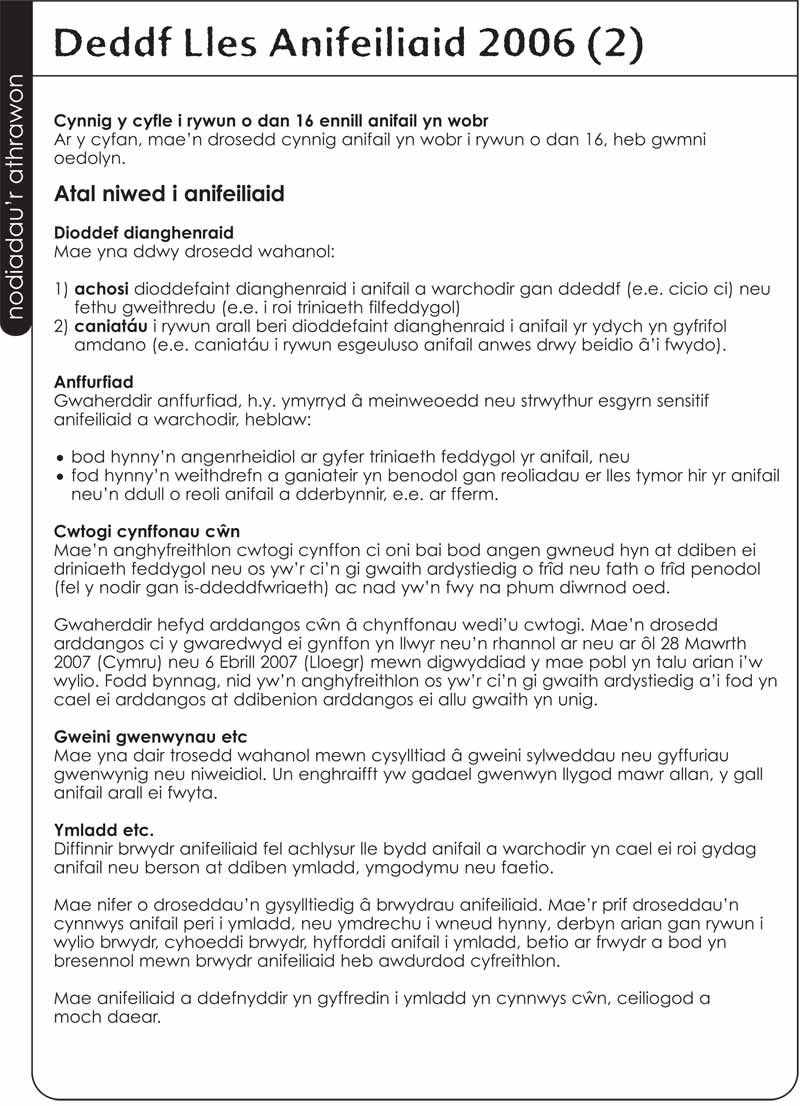 Deddf Lles Anifeiliaid 2006 (2)
nodiadau'r athrawon
Cynnig y cyfle i rywun o dan 16 ennill anifail yn wobr
Ar y cyfan, mae'n drosedd cynnig anifail yn wobr i rywun o dan 16, heb gwmni
oedolyn.
Atal niwed i anifeiliaid
Dioddef dianghenraid
Mae yna ddwy drosedd wahanol:
1) achosi dioddefaint dianghenraid i anifail a warchodir gan ddeddf (e.e. cicio ci) neu
fethu gweithredu (e.e. i roi triniaeth filfeddygol)
2) caniatáu i rywun arall beri dioddefaint dianghenraid i anifail yr ydych yn gyfrifol
amdano (e.e. caniatáu i rywun esgeuluso anifail anwes drwy beidio â'i fwydo).
Anffurfiad
Gwaherddir anffurfiad, h.y. ymyrryd â meinweoedd neu strwythur esgyrn sensitif
anifeiliaid a warchodir, heblaw:
• bod hynny'n angenrheidiol ar gyfer triniaeth feddygol yr anifail, neu
• fod hynny'n weithdrefn a ganiateir yn benodol gan reoliadau er lles tymor hir yr anifail
neu'n ddull o reoli anifail a dderbynnir, e.e. ar fferm.
Cwtogi cynffonau cŵn
Mae'n anghyfreithlon cwtogi cynffon ci oni bai bod angen gwneud hyn at ddiben ei
driniaeth feddygol neu os yw'r ci'n gi gwaith ardystiedig o frîd neu fath o frîd penodol
(fel y nodir gan is-ddeddfwriaeth) ac nad yw'n fwy na phum diwrnod oed.
Gwaherddir hefyd arddangos cŵn â chynffonau wedi'u cwtogi. Mae'n drosedd
arddangos ci y gwaredwyd ei gynffon yn llwyr neu'n rhannol ar neu ar ôl 28 Mawrth
2007 (Cymru) neu 6 Ebrill 2007 (Lloegr) mewn digwyddiad y mae pobl yn talu arian i'w
wylio. Fodd bynnag, nid yw'n anghyfreithlon os yw'r ci'n gi gwaith ardystiedig a'i fod yn
cael ei arddangos at ddibenion arddangos ei allu gwaith yn unig.
Gweini gwenwynau etc
Mae yna dair trosedd wahanol mewn cysylltiad â gweini sylweddau neu gyffuriau
gwenwynig neu niweidiol. Un enghraifft yw gadael gwenwyn llygod mawr allan, y gall
anifail arall ei fwyta.
Ymladd etc.
Diffinnir brwydr anifeiliaid fel achlysur lle bydd anifail a warchodir yn cael ei roi gydag
anifail neu berson at ddiben ymladd, ymgodymu neu faetio.
Mae nifer o droseddau'n gysylltiedig â brwydrau anifeiliaid. Mae'r prif droseddau'n
cynnwys anifail peri i ymladd, neu ymdrechu i wneud hynny, derbyn arian gan rywun i
wylio brwydr, cyhoeddi brwydr, hyfforddi anifail i ymladd, betio ar frwydr a bod yn
bresennol mewn brwydr anifeiliaid heb awdurdod cyfreithlon.
Mae anifeiliaid a ddefnyddir yn gyffredin i ymladd yn cynnwys cŵn, ceiliogod a
moch daear.